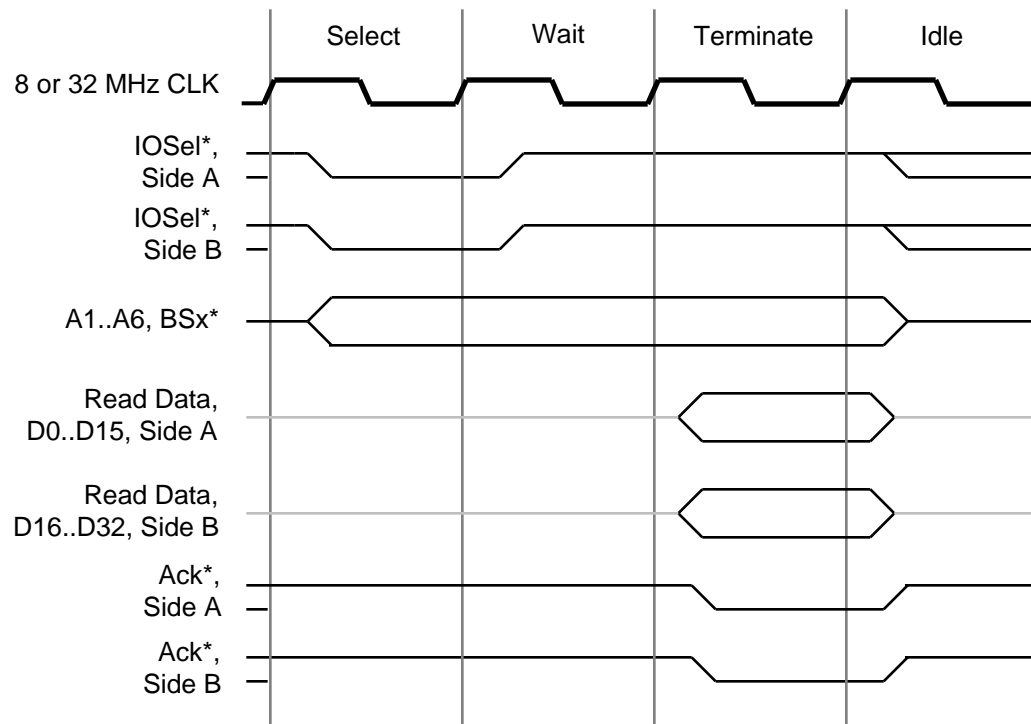 Select Wait Terminate Idle
8 or 32 MHz CLK
IOSel*,
Side A
IOSel*,
Side B
A1..A6, BSx*
Read Data,
D0..D15, Side A
Read Data,
D16..D32, Side B
Ack*,
Side A
Ack*,
Side B